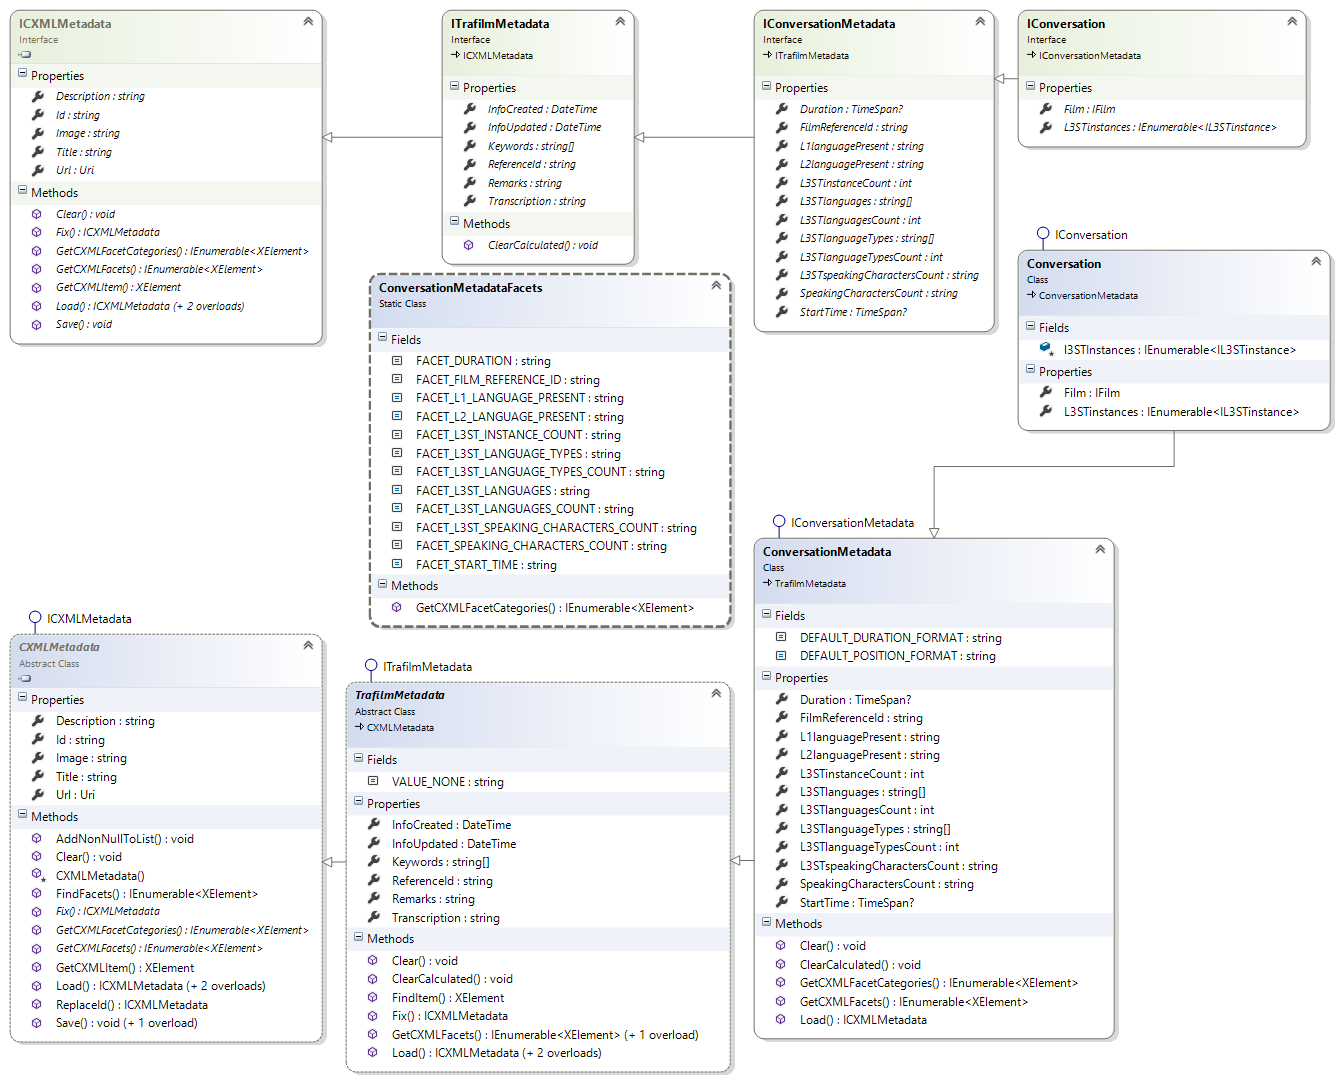 ICXMLMetadata
Interface
Properties
Description : string
Id : string
Image : string
Title : string
Url : Uri
Methods
Clear() : void
Fix() : ICXMLMetadata
GetCXMLFacetCategories() : IEnumerable<XElement>
GetCXMLFacets() : IEnumerable<XElement>
GetCXMLItem() : XElement
Load() : ICXMLMetadata (+ 2 overloads)
Save() : void
ITrafilmMetadata
Interface
ICXMLMetadata
Properties
InfoCreated : DateTime
InfoUpdated : DateTime
Keywords : string[]
ReferenceId : string
Remarks : string
Transcription : string
Methods
ClearCalculated() : void
IConversationMetadata
Interface
ITrafilmMetadata
Properties
Duration : TimeSpan?
FilmReferenceId : string
L1languagePresent : string
L2languagePresent : string
L3STinstanceCount : int
L3STlanguages : string[]
L3STlanguagesCount : int
L3STlanguageTypes : string[]
L3STlanguageTypesCount : int
L3STspeakingCharactersCount : string
SpeakingCharactersCount : string
StartTime : TimeSpan?
IConversation
Interface
IConversationMetadata
Properties
Film : IFilm
L3STinstances : IEnumerable<IL3STinstance>
ConversationMetadataFacets
Static Class
Fields
FACET_DURATION : string
FACET_FILM_REFERENCE_ID : string
FACET_L1_LANGUAGE_PRESENT : string
FACET_L2_LANGUAGE_PRESENT : string
FACET_L3ST_INSTANCE_COUNT : string
FACET_L3ST_LANGUAGE_TYPES : string
FACET_L3ST_LANGUAGE_TYPES_COUNT : string
FACET_L3ST_LANGUAGES : string
FACET_L3ST_LANGUAGES_COUNT : string
FACET_L3ST_SPEAKING_CHARACTERS_COUNT : string
FACET_SPEAKING_CHARACTERS_COUNT : string
FACET_START_TIME : string
Methods
GetCXMLFacetCategories() : IEnumerable<XElement>
IConversation
Conversation
Class
ConversationMetadata
Fields
l3STInstances : IEnumerable<IL3STinstance>
Properties
Film : IFilm
L3STinstances : IEnumerable<IL3STinstance>
ICXMLMetadata
CXMLMetadata
Abstract Class
Properties
Description : string
Id : string
Image : string
Title : string
Url : Uri
Methods
AddNonNullToList() : void
Clear() : void
CXMLMetadata()
FindFacets() : IEnumerable<XElement>
Fix() : ICXMLMetadata
GetCXMLFacetCategories() : IEnumerable<XElement>
GetCXMLFacets() : IEnumerable<XElement>
GetCXMLItem() : XElement
Load() : ICXMLMetadata (+ 2 overloads)
ReplaceId() : ICXMLMetadata
Save() : void (+ 1 overload)
ITrafilmMetadata
TrafilmMetadata
Abstract Class
CXMLMetadata
Fields
VALUE_NONE : string
Properties
InfoCreated : DateTime
InfoUpdated : DateTime
Keywords : string[]
ReferenceId : string
Remarks : string
Transcription : string
Methods
Clear() : void
ClearCalculated() : void
FindItem() : XElement
Fix() : ICXMLMetadata
GetCXMLFacets() : IEnumerable<XElement> (+ 1 overload)
Load() : ICXMLMetadata (+ 2 overloads)
IConversationMetadata
ConversationMetadata
Class
TrafilmMetadata
Fields
DEFAULT_DURATION_FORMAT : string
DEFAULT_POSITION_FORMAT : string
Properties
Duration : TimeSpan?
FilmReferenceId : string
L1languagePresent : string
L2languagePresent : string
L3STinstanceCount : int
L3STlanguages : string[]
L3STlanguagesCount : int
L3STlanguageTypes : string[]
L3STlanguageTypesCount : int
L3STspeakingCharactersCount : string
SpeakingCharactersCount : string
StartTime : TimeSpan?
Methods
Clear() : void
ClearCalculated() : void
GetCXMLFacetCategories() : IEnumerable<XElement>
GetCXMLFacets() : IEnumerable<XElement>
Load() : ICXMLMetadata